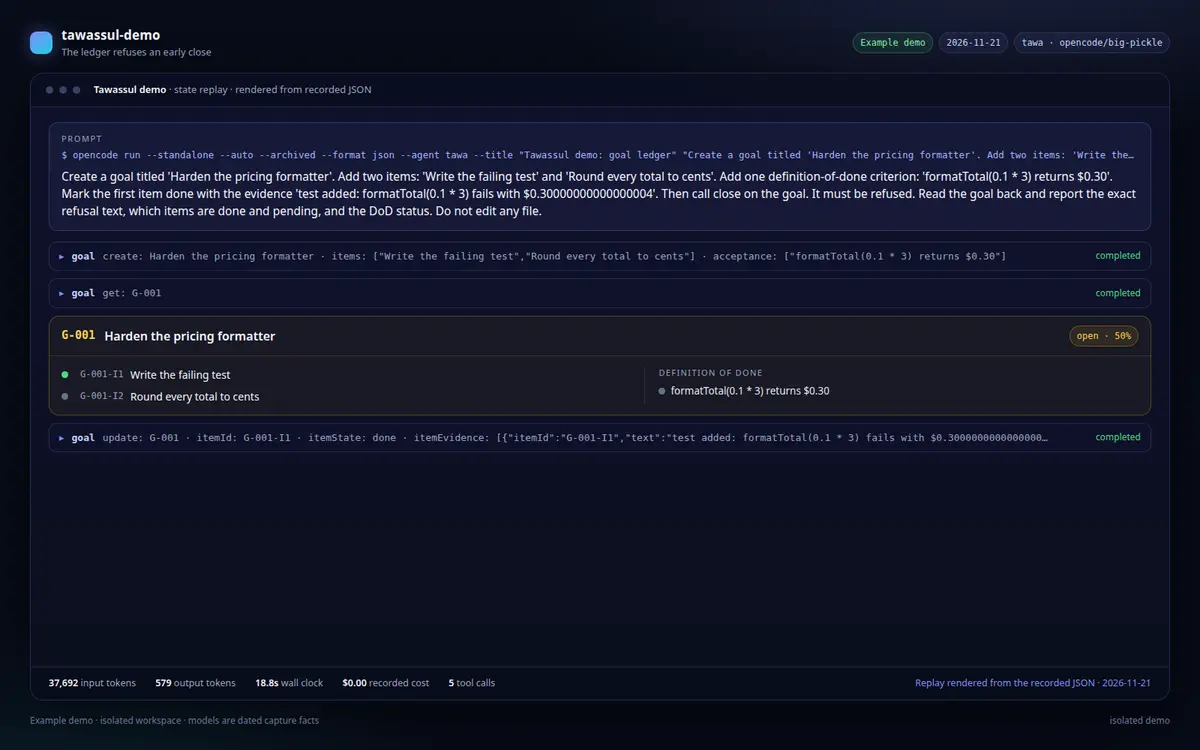 tawassul-demo
The ledger refuses an early close
Example demo
2026-11-21
tawa · opencode/big-pickle
Tawassul demo · state replay · rendered from recorded JSON
PROMPT
$ opencode run --standalone --auto --archived --format json --agent tawa --title "Tawassul demo: goal ledger" "Create a goal titled 'Harden the pricing formatter'. Add two items: 'Write the…
Create a goal titled 'Harden the pricing formatter'. Add two items: 'Write the failing test' and 'Round every total to cents'. Add one definition-of-done criterion: 'formatTotal(0.1 * 3) returns $0.30'.
Mark the first item done with the evidence 'test added: formatTotal(0.1 * 3) fails with $0.30000000000000004'. Then call close on the goal. It must be refused. Read the goal back and report the exact
refusal text, which items are done and pending, and the DoD status. Do not edit any file.
▸ goal create: Harden the pricing formatter · items: ["Write the failing test","Round every total to cents"] · acceptance: ["formatTotal(0.1 * 3) returns $0.30"] completed
▸ goal get: G-001 completed
G-001 Harden the pricing formatter
open · 50%
G-001-I1 Write the failing test
G-001-I2 Round every total to cents
DEFINITION OF DONE
formatTotal(0.1 * 3) returns $0.30
▸ goal update: G-001 · itemId: G-001-I1 · itemState: done · itemEvidence: [{"itemId":"G-001-I1","text":"test added: formatTotal(0.1 * 3) fails with $0.3000000000000000… completed
37,692 input tokens 579 output tokens 18.8s wall clock $0.00 recorded cost 5 tool calls
Replay rendered from the recorded JSON · 2026-11-21
Example demo · isolated workspace · models are dated capture facts
isolated demo